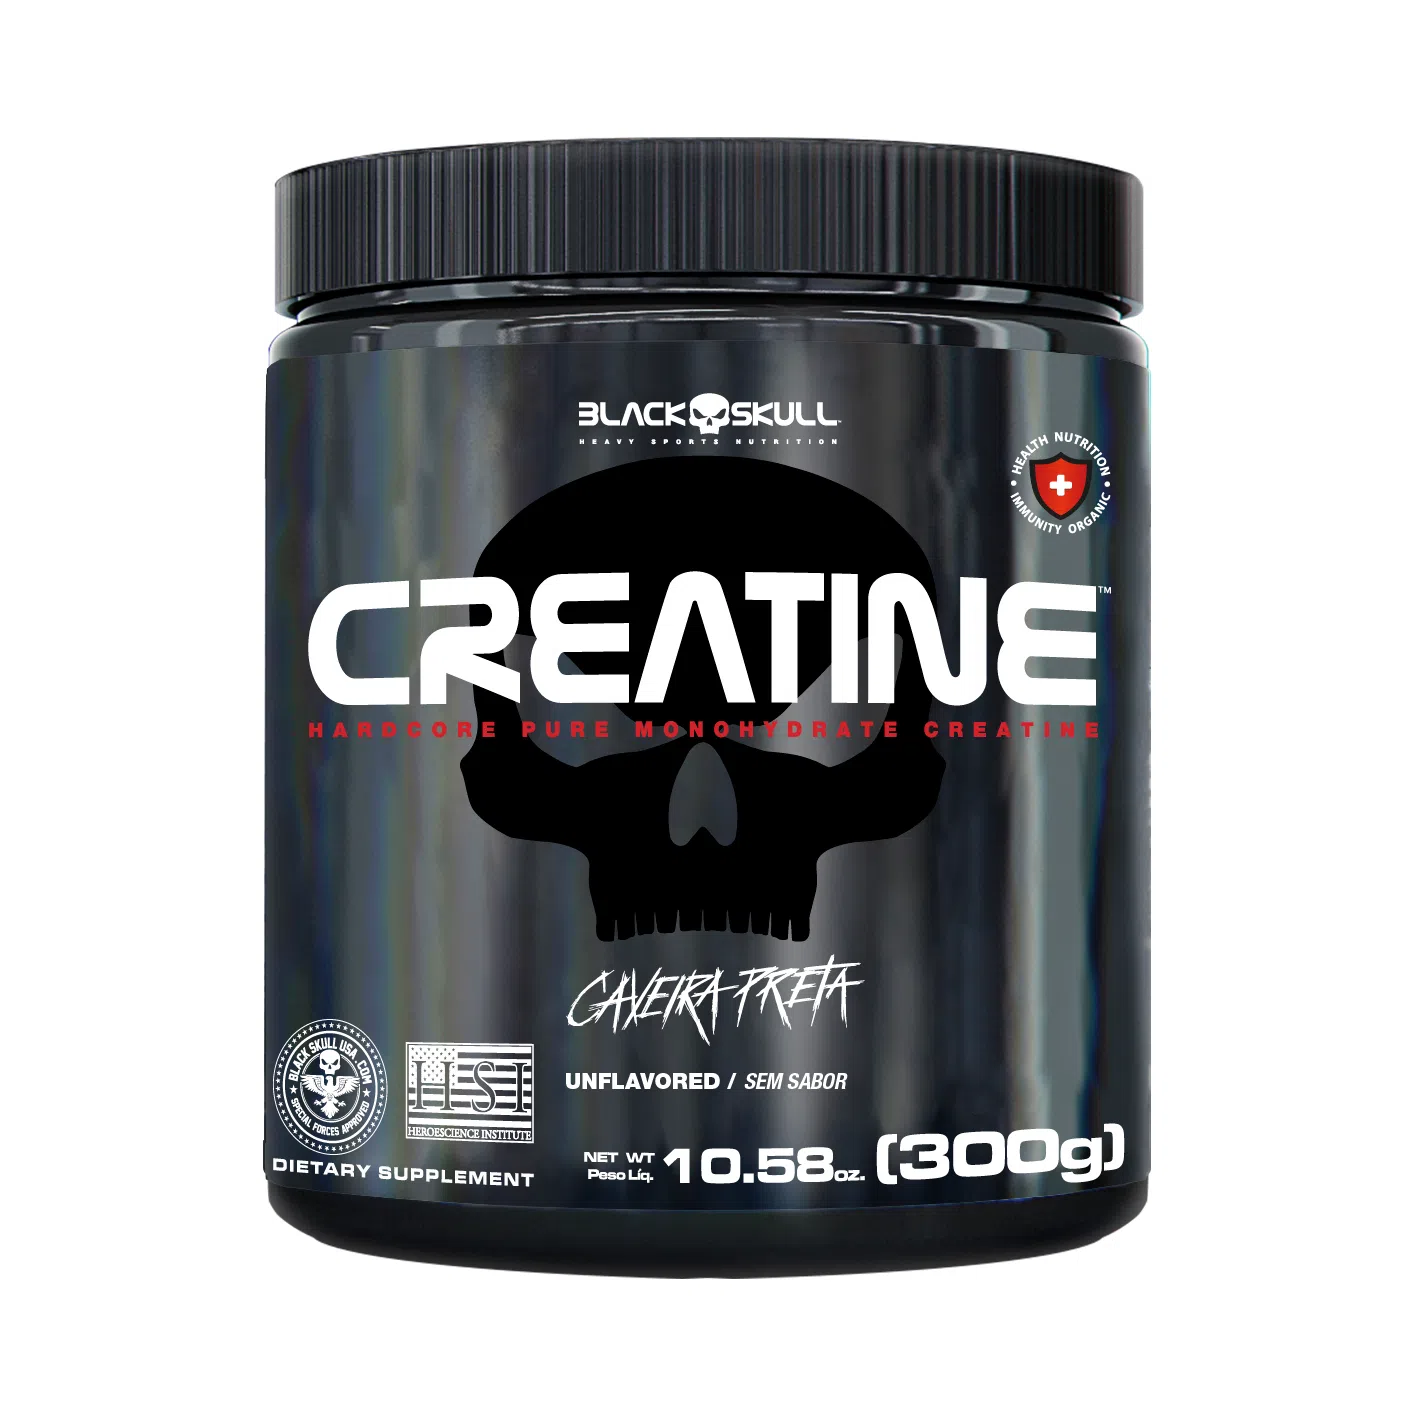 BLACK SKULL™
HEAVY SPORTS NUTRITION
HEALTH NUTRITION
IMMUNITY ORGANIC
CREATINE™
HARDCORE PURE MONOHYDRATE CREATINE
CAVEIRA PRETA
UNFLAVORED / SEM SABOR
BLACK SKULL USA.COM
SPECIAL FORCES APPROVED
HSI
HEROESCIENCE INSTITUTE
DIETARY SUPPLEMENT
NET WT 10.58oz. (300g)
Peso Líq.